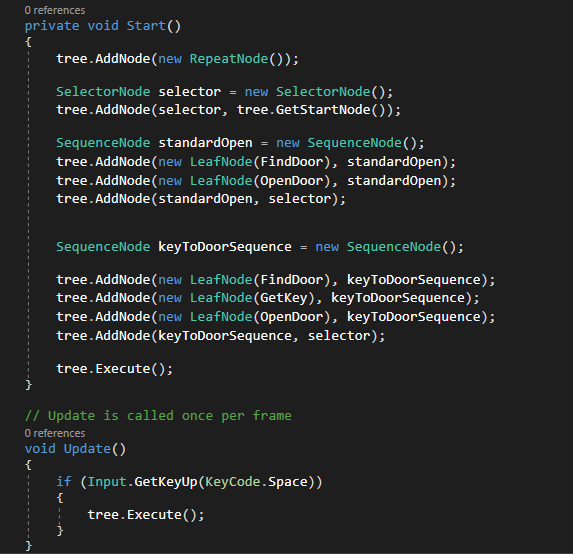 0 references
private void Start()
{
tree.AddNode(new RepeatNode());
SelectorNode selector = new SelectorNode();
tree.AddNode(selector, tree.GetStartNode());
SequenceNode standardOpen = new SequenceNode();
tree.AddNode(new LeafNode(FindDoor), standardOpen);
tree.AddNode(new LeafNode(OpenDoor), standardOpen);
tree.AddNode(standardOpen, selector);
SequenceNode keyToDoorSequence = new SequenceNode();
tree.AddNode(new LeafNode(FindDoor), keyToDoorSequence);
tree.AddNode(new LeafNode(GetKey), keyToDoorSequence);
tree.AddNode(new LeafNode(OpenDoor), keyToDoorSequence);
tree.AddNode(keyToDoorSequence, selector);
tree.Execute();
}
// Update is called once per frame
0 references
void Update()
{
if (Input.GetKeyUp(KeyCode.Space))
{
tree.Execute();
}
}